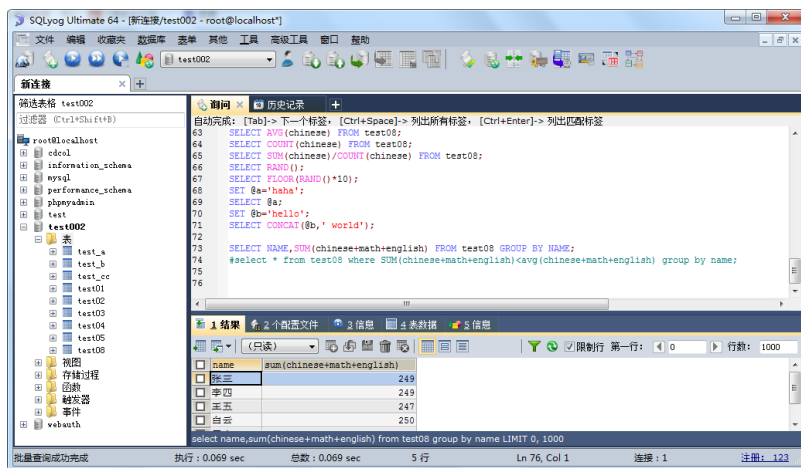 SQLyog Ultimate 64 - [新连接/test002 - root@localhost*]
文件 编辑 收藏夹 数据库 表单 其他 工具 高级工具 窗口 帮助
test002
新连接
筛选表格 test002
过滤器 (Ctrl+Shift+B)
root@localhost
cdcol
information_schema
mysql
performance_schema
phpmyadmin
test
test002
表
test_a
test_b
test_cc
test01
test02
test03
test04
test05
test08
视图
存储过程
函数
触发器
事件
webauth
询问 历史记录
自动完成: [Tab]-> 下一个标签, [Ctrl+Space]-> 列出所有标签, [Ctrl+Enter]-> 列出匹配标签
63 SELECT AVG(chinese) FROM test08;
64 SELECT COUNT(chinese) FROM test08;
65 SELECT SUM(chinese)/COUNT(chinese) FROM test08;
66 SELECT RAND();
67 SELECT FLOOR(RAND()*10);
68 SET @a='haha';
69 SELECT @a;
70 SET @b='hello';
71 SELECT CONCAT(@b,' world');
72
73 SELECT NAME,SUM(chinese+math+english) FROM test08 GROUP BY NAME;
74 #select * from test08 where SUM(chinese+math+english)<avg(chinese+math+english) group by name;
75
76
1 结果 2 个配置文件 3 信息 4 表数据 5 信息
(只读) 限制行 第一行: 0 行数: 1000
name sum(chinese+math+english)
张三 249
李四 249
王五 247
白云 250
select name,sum(chinese+math+english) from test08 group by name LIMIT 0, 1000
批量查询成功完成 执行 : 0.069 sec 总数 : 0.069 sec 5 行 Ln 76, Col 1 连接 : 1 注册: 123